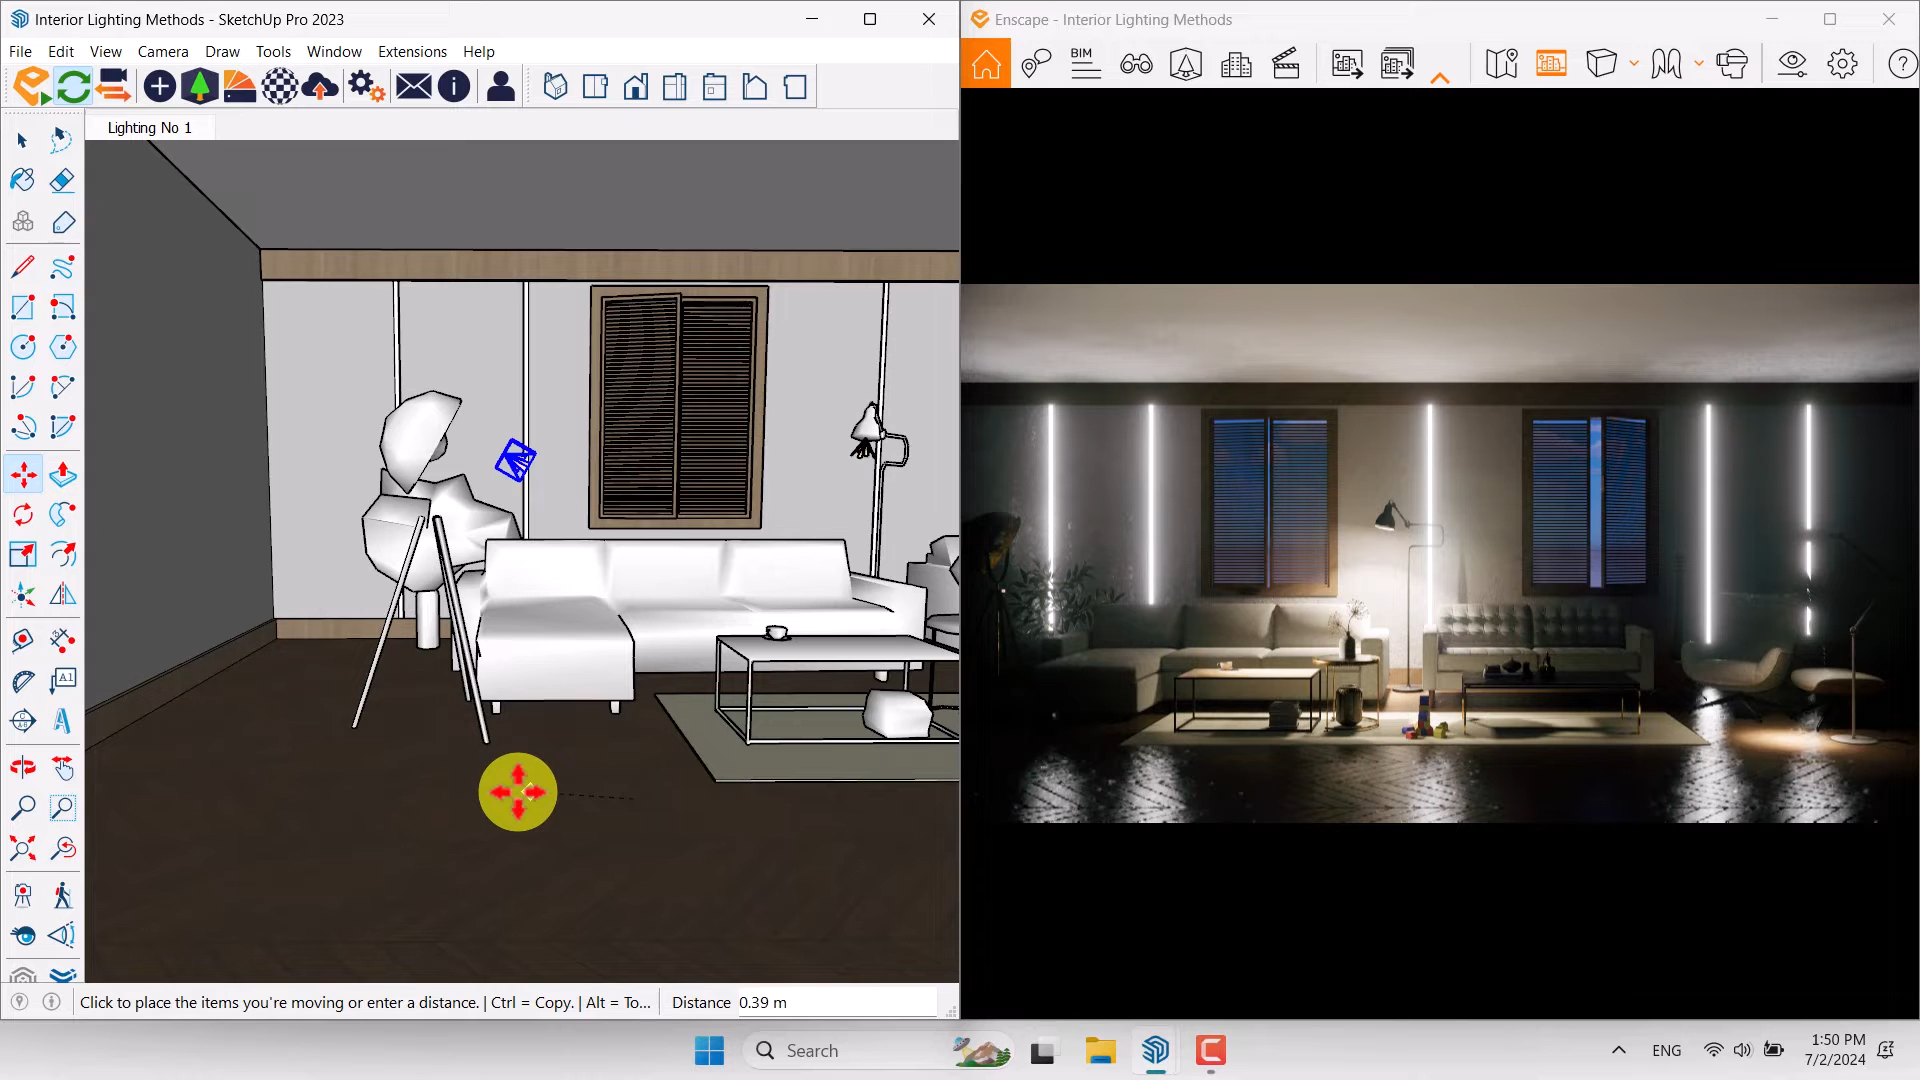 Interior Lighting Methods - SketchUp Pro 2023
File Edit View Camera Draw Tools Window Extensions Help
Lighting No 1
Click to place the items you're moving or enter a distance. | Ctrl = Copy. | Alt = To...
Distance 0.39 m
Enscape - Interior Lighting Methods
BIM
Search
ENG
1:50 PM
7/2/2024